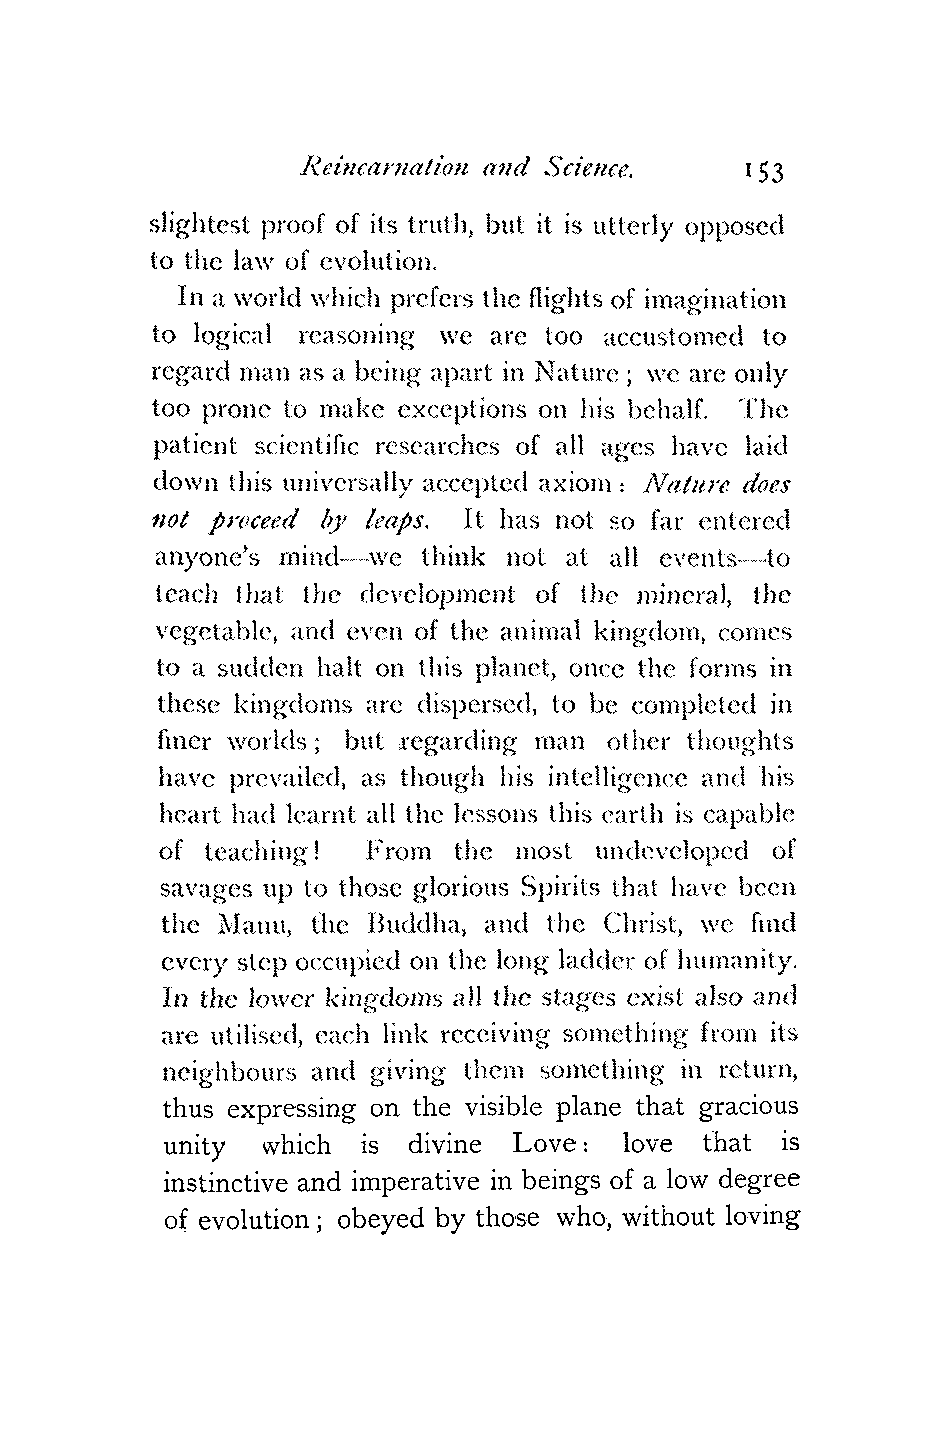 Reincarnation and Science. 153
slightest proof of its truth, but it is utterly opposed
to the law of evolution.
In a world which prefers the flights of imagination
to logical reasoning we are too accustomed to
regard man as a being apart in Nature; we are only
too prone to make exceptions on his behalf. The
patient scientific researches of all ages have laid
down this universally accepted axiom: Nature does
not proceed by leaps. It has not so far entered
anyone's mind—we think not at all events—to
teach that the development of the mineral, the
vegetable, and even of the animal kingdom, comes
to a sudden halt on this planet, once the forms in
these kingdoms are dispersed, to be completed in
finer worlds; but regarding man other thoughts
have prevailed, as though his intelligence and his
heart had learnt all the lessons this earth is capable
of teaching! From the most undeveloped of
savages up to those glorious Spirits that have been
the Manu, the Buddha, and the Christ, we find
every step occupied on the long ladder of humanity.
In the lower kingdoms all the stages exist also and
are utilised, each link receiving something from its
neighbours and giving them something in return,
thus expressing on the visible plane that gracious
unity which is divine Love: love that is
instinctive and imperative in beings of a low degree
of evolution; obeyed by those who, without loving